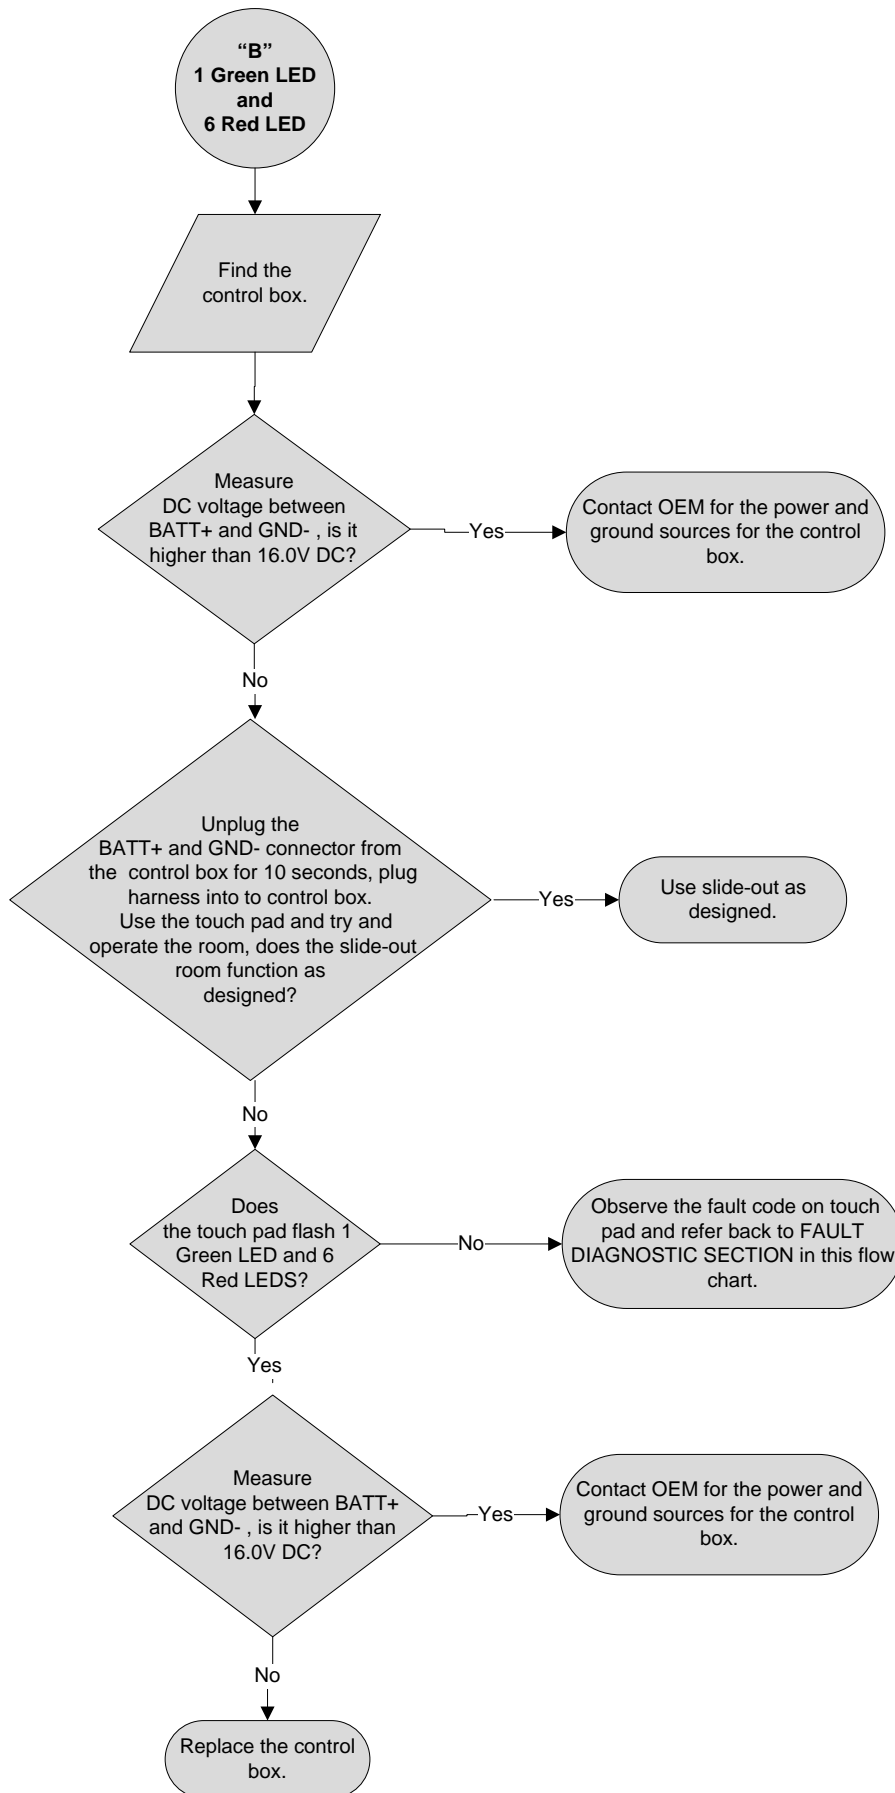 “B”
1 Green LED
and
6 Red LED
Find the
control box.
Measure
DC voltage between
BATT+ and GND- , is it
higher than 16.0V DC?
Yes
Contact OEM for the power and
ground sources for the control
box.
No
Unplug the
BATT+ and GND- connector from
the control box for 10 seconds, plug
harness into to control box.
Use the touch pad and try and
operate the room, does the slide-out
room function as
designed?
Yes
Use slide-out as
designed.
No
Does
the touch pad flash 1
Green LED and 6
Red LEDS?
No
Observe the fault code on touch
pad and refer back to FAULT
DIAGNOSTIC SECTION in this flow
chart.
Yes
Measure
DC voltage between BATT+
and GND- , is it higher than
16.0V DC?
Yes
Contact OEM for the power and
ground sources for the control
box.
No
Replace the control
box.